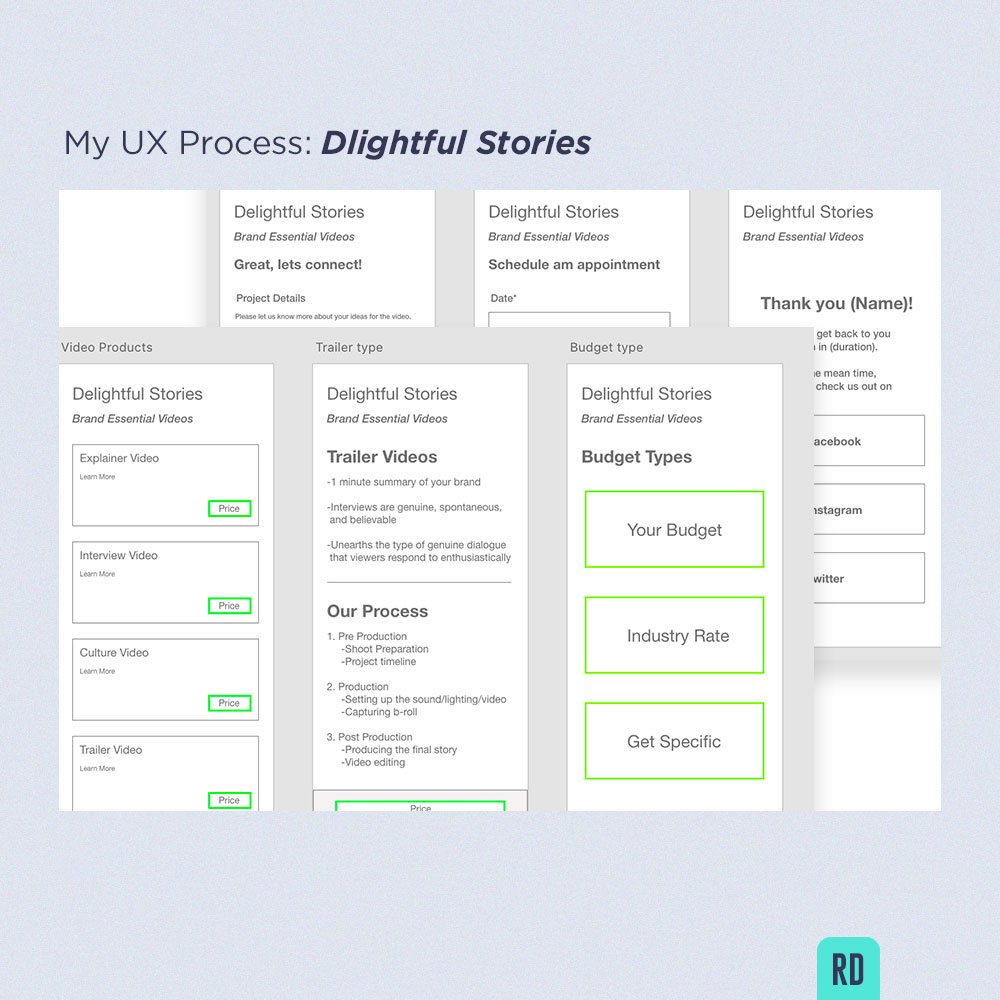 My UX Process: Dlightful Stories
Delightful Stories
Brand Essential Videos
Great, lets connect!
Project Details
Please let us know more about your ideas for the video.
Delightful Stories
Brand Essential Videos
Schedule am appointment
Date*
Delightful Stories
Brand Essential Videos
Thank you (Name)!
get back to you
in (duration).
mean time,
check us out on
acebook
nstagram
witter
Video Products
Delightful Stories
Brand Essential Videos
Explainer Video
Learn More
Price
Interview Video
Learn More
Price
Culture Video
Learn More
Price
Trailer Video
Learn More
Price
Trailer type
Delightful Stories
Brand Essential Videos
Trailer Videos
-1 minute summary of your brand
-Interviews are genuine, spontaneous,
and believable
-Unearths the type of genuine dialogue
that viewers respond to enthusiastically
Our Process
1. Pre Production
-Shoot Preparation
-Project timeline
2. Production
-Setting up the sound/lighting/video
-Capturing b-roll
3. Post Production
-Producing the final story
-Video editing
Price
Budget type
Delightful Stories
Brand Essential Videos
Budget Types
Your Budget
Industry Rate
Get Specific
RD